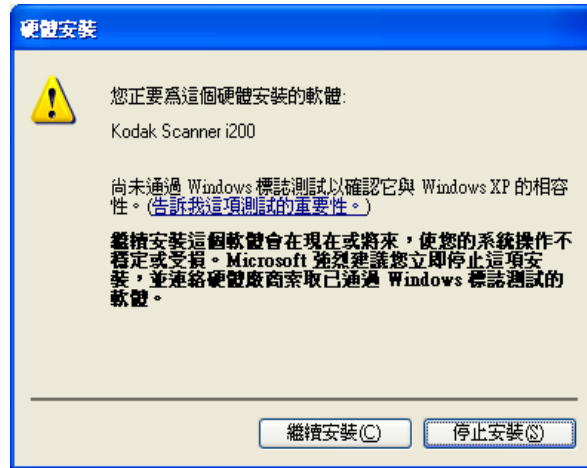 硬體安裝
您正要為這個硬體安裝的軟體:
Kodak Scanner i200
尚未通過 Windows 標誌測試以確認它與 Windows XP 的相容
性。(告訴我這項測試的重要性。)
繼續安裝這個軟體會在現在或將來，使您的系統操作不
穩定或受損。Microsoft 強烈建議您立即停止這項安
裝，並連絡硬體廠商索取已通過 Windows 標誌測試的
軟體。
繼續安裝(C)
停止安裝(S)